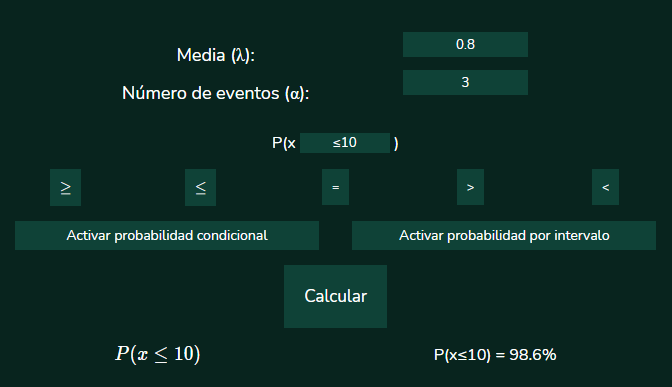 Media (λ): 0.8
Número de eventos (α): 3
P(x ≤10 )
≥ ≤ = > <
Activar probabilidad condicional Activar probabilidad por intervalo
Calcular
P(x ≤ 10) P(x≤10) = 98.6%